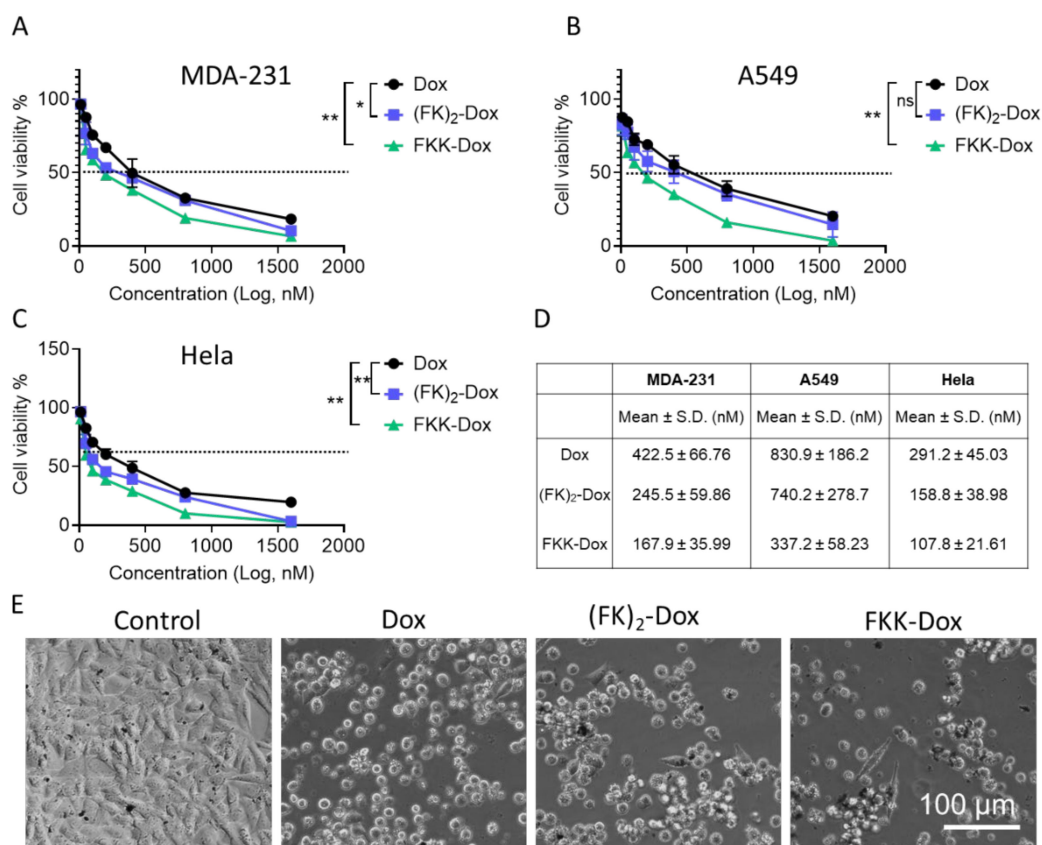 A
MDA-231
Cell viability %
100
50
0
0 500 1000 1500 2000
Concentration (Log, nM)
** * Dox
(FK)₂-Dox
FKK-Dox
B
A549
Cell viability %
100
50
0
0 500 1000 1500 2000
Concentration (Log, nM)
** ns Dox
(FK)₂-Dox
FKK-Dox
C
Hela
Cell viability %
150
100
50
0
0 500 1000 1500 2000
Concentration (Log, nM)
** ** Dox
(FK)₂-Dox
FKK-Dox
D
MDA-231 A549 Hela
Mean ± S.D. (nM) Mean ± S.D. (nM) Mean ± S.D. (nM)
Dox 422.5 ± 66.76 830.9 ± 186.2 291.2 ± 45.03
(FK)₂-Dox 245.5 ± 59.86 740.2 ± 278.7 158.8 ± 38.98
FKK-Dox 167.9 ± 35.99 337.2 ± 58.23 107.8 ± 21.61
E
Control Dox (FK)₂-Dox FKK-Dox
100 µm